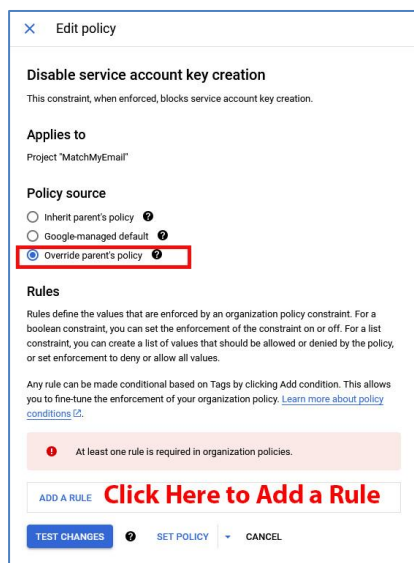 Edit policy
Disable service account key creation
This constraint, when enforced, blocks service account key creation.
Applies to
Project "MatchMyEmail"
Policy source
Inherit parent's policy
Google-managed default
Override parent's policy
Rules
Rules define the values that are enforced by an organization policy constraint. For a
boolean constraint, you can set the enforcement of the constraint on or off. For a list
constraint, you can create a list of values that should be allowed or denied by the policy,
or set enforcement to deny or allow all values.
Any rule can be made conditional based on Tags by clicking Add condition. This allows
you to fine-tune the enforcement of your organization policy. Learn more about policy
conditions.
At least one rule is required in organization policies.
ADD A RULE Click Here to Add a Rule
TEST CHANGES SET POLICY CANCEL